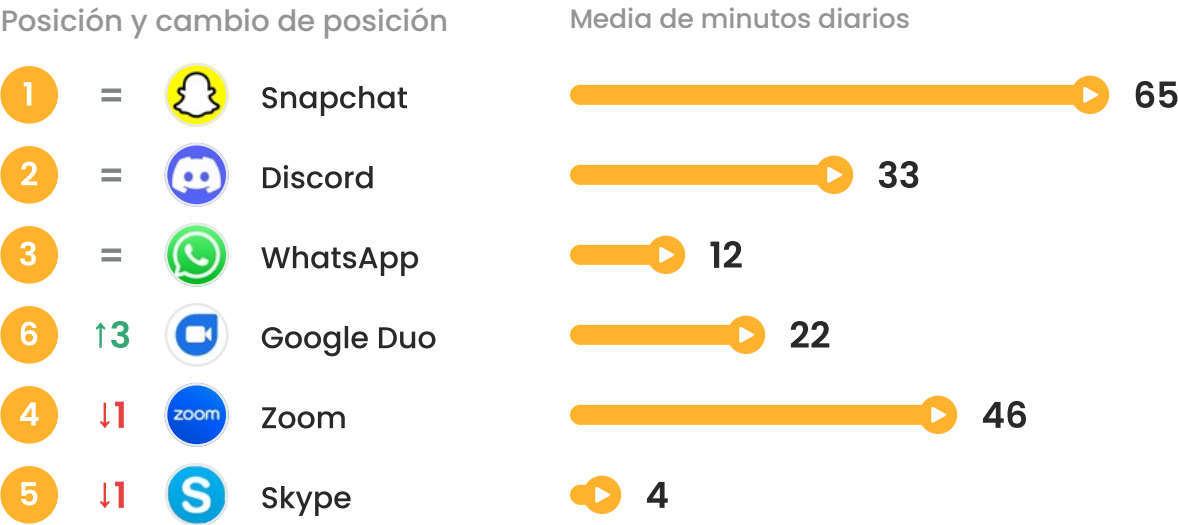 Posición y cambio de posición Media de minutos diarios
1 = Snapchat 65
2 = Discord 33
3 = WhatsApp 12
6 ↑3 Google Duo 22
4 ↓1 zoom Zoom 46
5 ↓1 S Skype 4